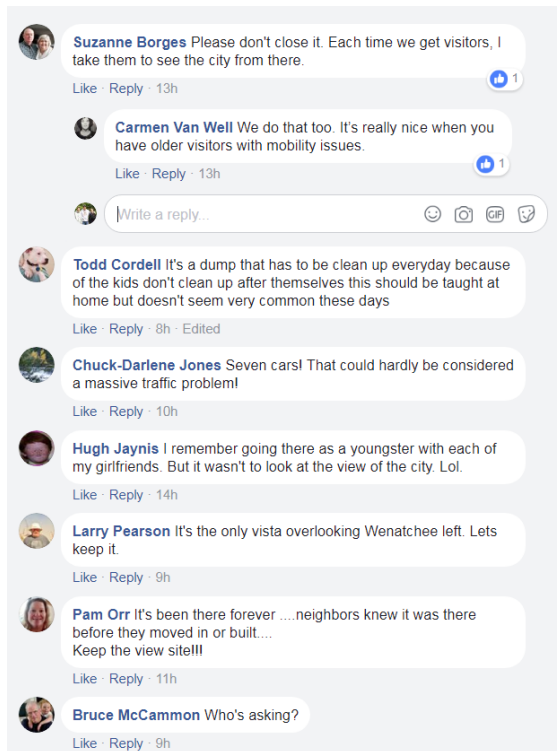 Suzanne Borges Please don't close it. Each time we get visitors, I
take them to see the city from there.
1
Like · Reply · 13h
Carmen Van Well We do that too. It's really nice when you
have older visitors with mobility issues.
1
Like · Reply · 13h
Write a reply...
GIF
Todd Cordell It's a dump that has to be clean up everyday because
of the kids don't clean up after themselves this should be taught at
home but doesn't seem very common these days
Like · Reply · 8h · Edited
Chuck-Darlene Jones Seven cars! That could hardly be considered
a massive traffic problem!
Like · Reply · 10h
Hugh Jaynis I remember going there as a youngster with each of
my girlfriends. But it wasn't to look at the view of the city. Lol.
Like · Reply · 14h
Larry Pearson It's the only vista overlooking Wenatchee left. Lets
keep it.
Like · Reply · 9h
Pam Orr It's been there forever ....neighbors knew it was there
before they moved in or built....
Keep the view site!!!
Like · Reply · 11h
Bruce McCammon Who's asking?
Like · Reply · 9h